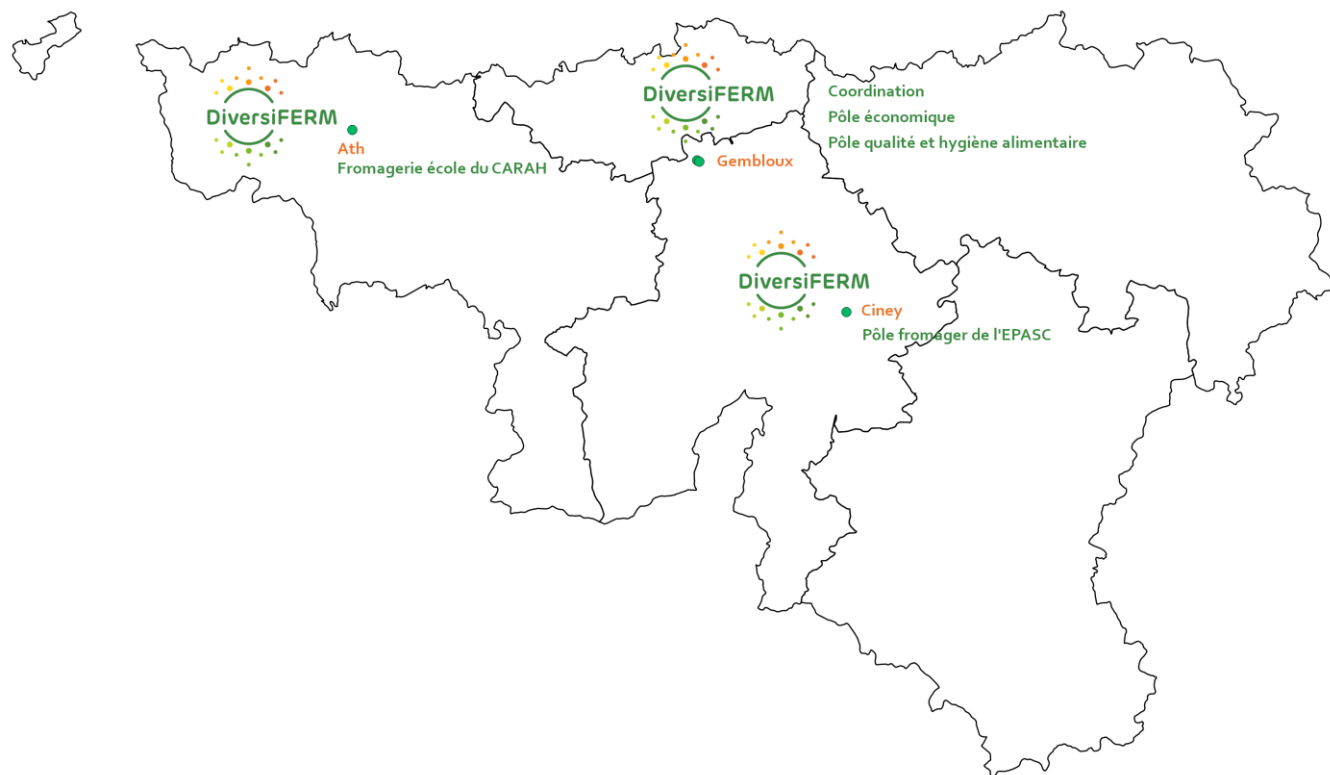 DiversiFERM
Ath
Fromagerie école du CARAH
DiversiFERM
Coordination
Pôle économique
Pôle qualité et hygiène alimentaire
Gembloux
DiversiFERM
Ciney
Pôle fromager de l'EPASC